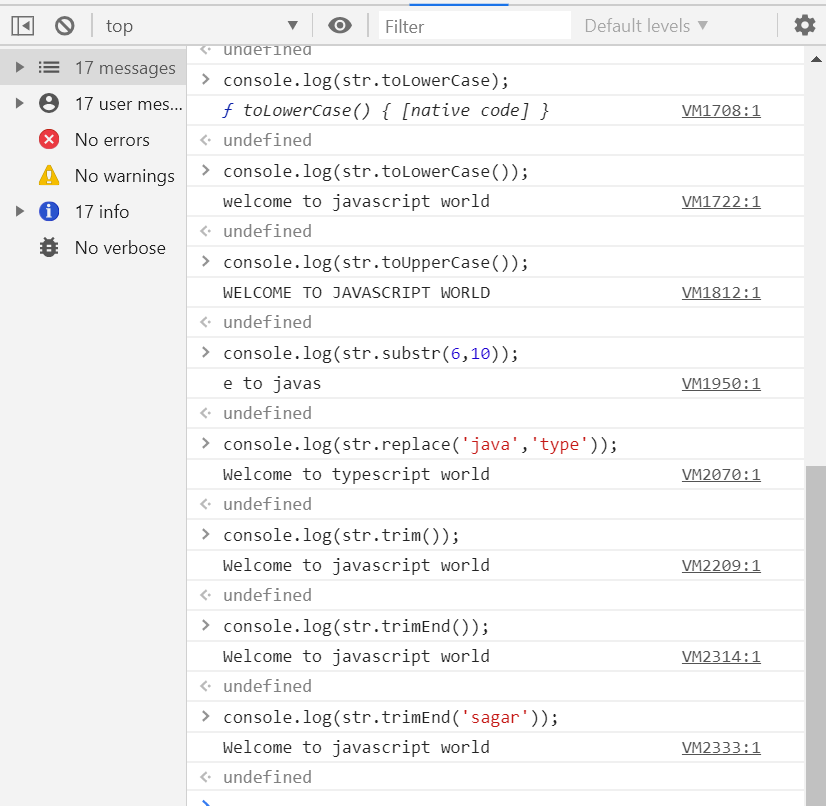 top
Filter
Default levels
17 messages
17 user mes...
No errors
No warnings
17 info
No verbose
undefined
console.log(str.toLowerCase);
ƒ toLowerCase() { [native code] } VM1708:1
undefined
console.log(str.toLowerCase());
welcome to javascript world VM1722:1
undefined
console.log(str.toUpperCase());
WELCOME TO JAVASCRIPT WORLD VM1812:1
undefined
console.log(str.substr(6,10));
e to javas VM1950:1
undefined
console.log(str.replace('java','type'));
Welcome to typescript world VM2070:1
undefined
console.log(str.trim());
Welcome to javascript world VM2209:1
undefined
console.log(str.trimEnd());
Welcome to javascript world VM2314:1
undefined
console.log(str.trimEnd('sagar'));
Welcome to javascript world VM2333:1
undefined